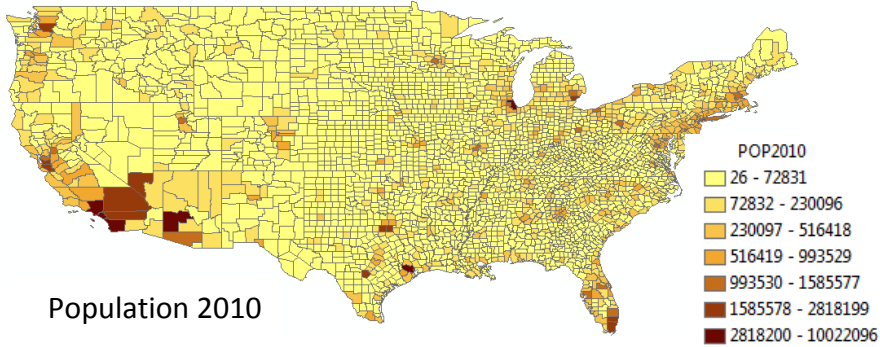 POP2010
26 - 72831
72832 - 230096
230097 - 516418
516419 - 993529
993530 - 1585577
1585578 - 2818199
2818200 - 10022096
Population 2010